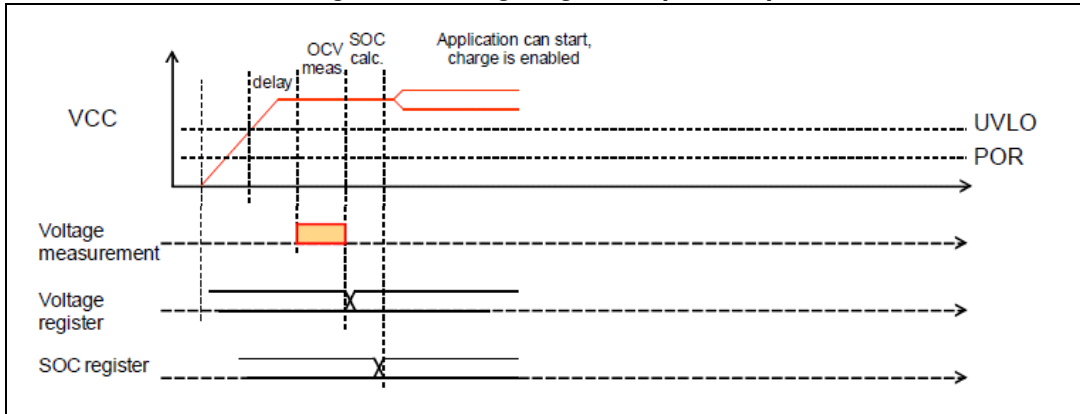 OCV
meas.
SOC
calc.
Application can start,
charge is enabled
delay
VCC
UVLO
POR
Voltage
measurement
Voltage
register
SOC register